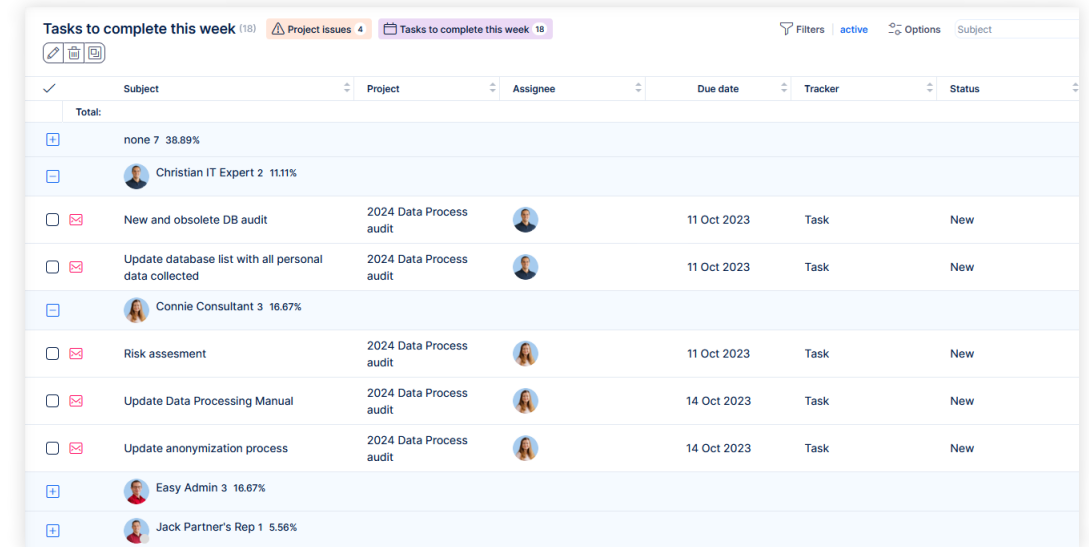 Tasks to complete this week (18) Project issues 4 Tasks to complete this week 18 Filters active Options Subject
Subject Project Assignee Due date Tracker Status
Total:
none 7 38.89%
Christian IT Expert 2 11.11%
New and obsolete DB audit 2024 Data Process audit 11 Oct 2023 Task New
Update database list with all personal data collected 2024 Data Process audit 11 Oct 2023 Task New
Connie Consultant 3 16.67%
Risk assesment 2024 Data Process audit 11 Oct 2023 Task New
Update Data Processing Manual 2024 Data Process audit 14 Oct 2023 Task New
Update anonymization process 2024 Data Process audit 14 Oct 2023 Task New
Easy Admin 3 16.67%
Jack Partner's Rep 1 5.56%